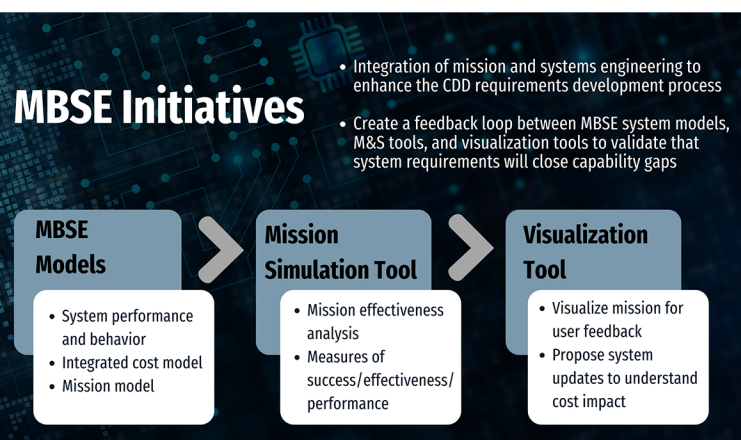 MBSE Initiatives
• Integration of mission and systems engineering to
enhance the CDD requirements development process
• Create a feedback loop between MBSE system models,
M&S tools, and visualization tools to validate that
system requirements will close capability gaps
MBSE
Models
• System performance
and behavior
• Integrated cost model
• Mission model
Mission
Simulation Tool
• Mission effectiveness
analysis
• Measures of
success/effectiveness/
performance
Visualization
Tool
• Visualize mission for
user feedback
• Propose system
updates to understand
cost impact